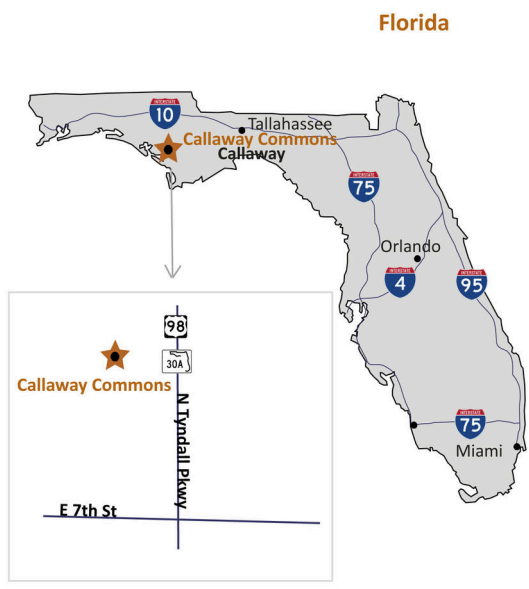 Florida
INTERSTATE
10
Tallahassee
Callaway Commons
Callaway
INTERSTATE
75
Orlando
INTERSTATE
4
INTERSTATE
95
98
30A
Callaway Commons
N Tyndall Pkwy
E 7th St
INTERSTATE
75
Miami